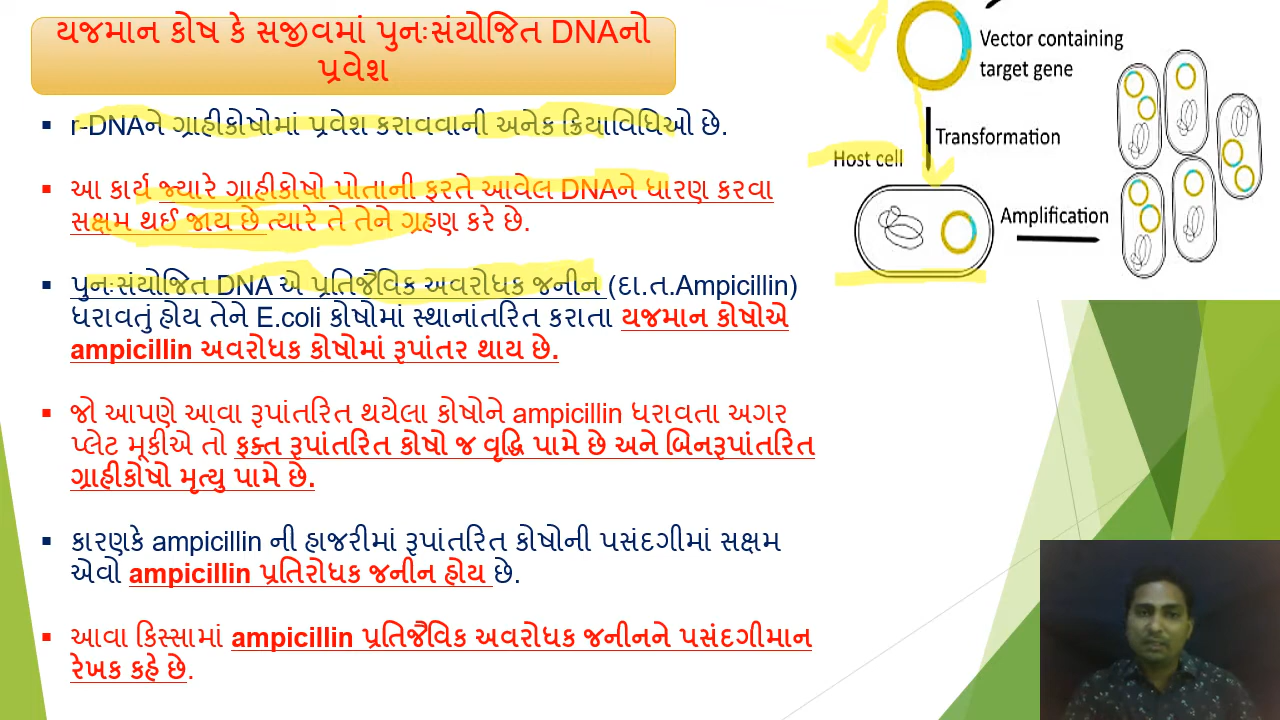 યજમાન કોષ કે સજીવમાં પુનઃસંયોજિત DNAનો
પ્રવેશ
▪ r-DNAને ગ્રાહીકોષોમાં પ્રવેશ કરાવવાની અનેક ક્રિયાવિધિઓ છે.
▪ આ કાર્ય જ્યારે ગ્રાહીકોષો પોતાની ફરતે આવેલ DNAને ધારણ કરવા
સક્ષમ થઈ જાય છે ત્યારે તે તેને ગ્રહણ કરે છે.
▪ પુનઃસંયોજિત DNA એ પ્રતિજૈવિક અવરોધક જનીન (દા.ત.Ampicillin)
ધરાવતું હોય તેને E.coli કોષોમાં સ્થાનાંતરિત કરાતા યજમાન કોષોએ
ampicillin અવરોધક કોષોમાં રૂપાંતર થાય છે.
▪ જો આપણે આવા રૂપાંતરિત થયેલા કોષોને ampicillin ધરાવતા અગર
પ્લેટ મૂકીએ તો ફક્ત રૂપાંતરિત કોષો જ વૃદ્ધિ પામે છે અને બિનરૂપાંતરિત
ગ્રાહીકોષો મૃત્યુ પામે છે.
▪ કારણકે ampicillin ની હાજરીમાં રૂપાંતરિત કોષોની પસંદગીમાં સક્ષમ
એવો ampicillin પ્રતિરોધક જનીન હોય છે.
▪ આવા કિસ્સામાં ampicillin પ્રતિજૈવિક અવરોધક જનીનને પસંદગીમાન
રેખક કહે છે.
Vector containing
target gene
Transformation
Host cell
Amplification